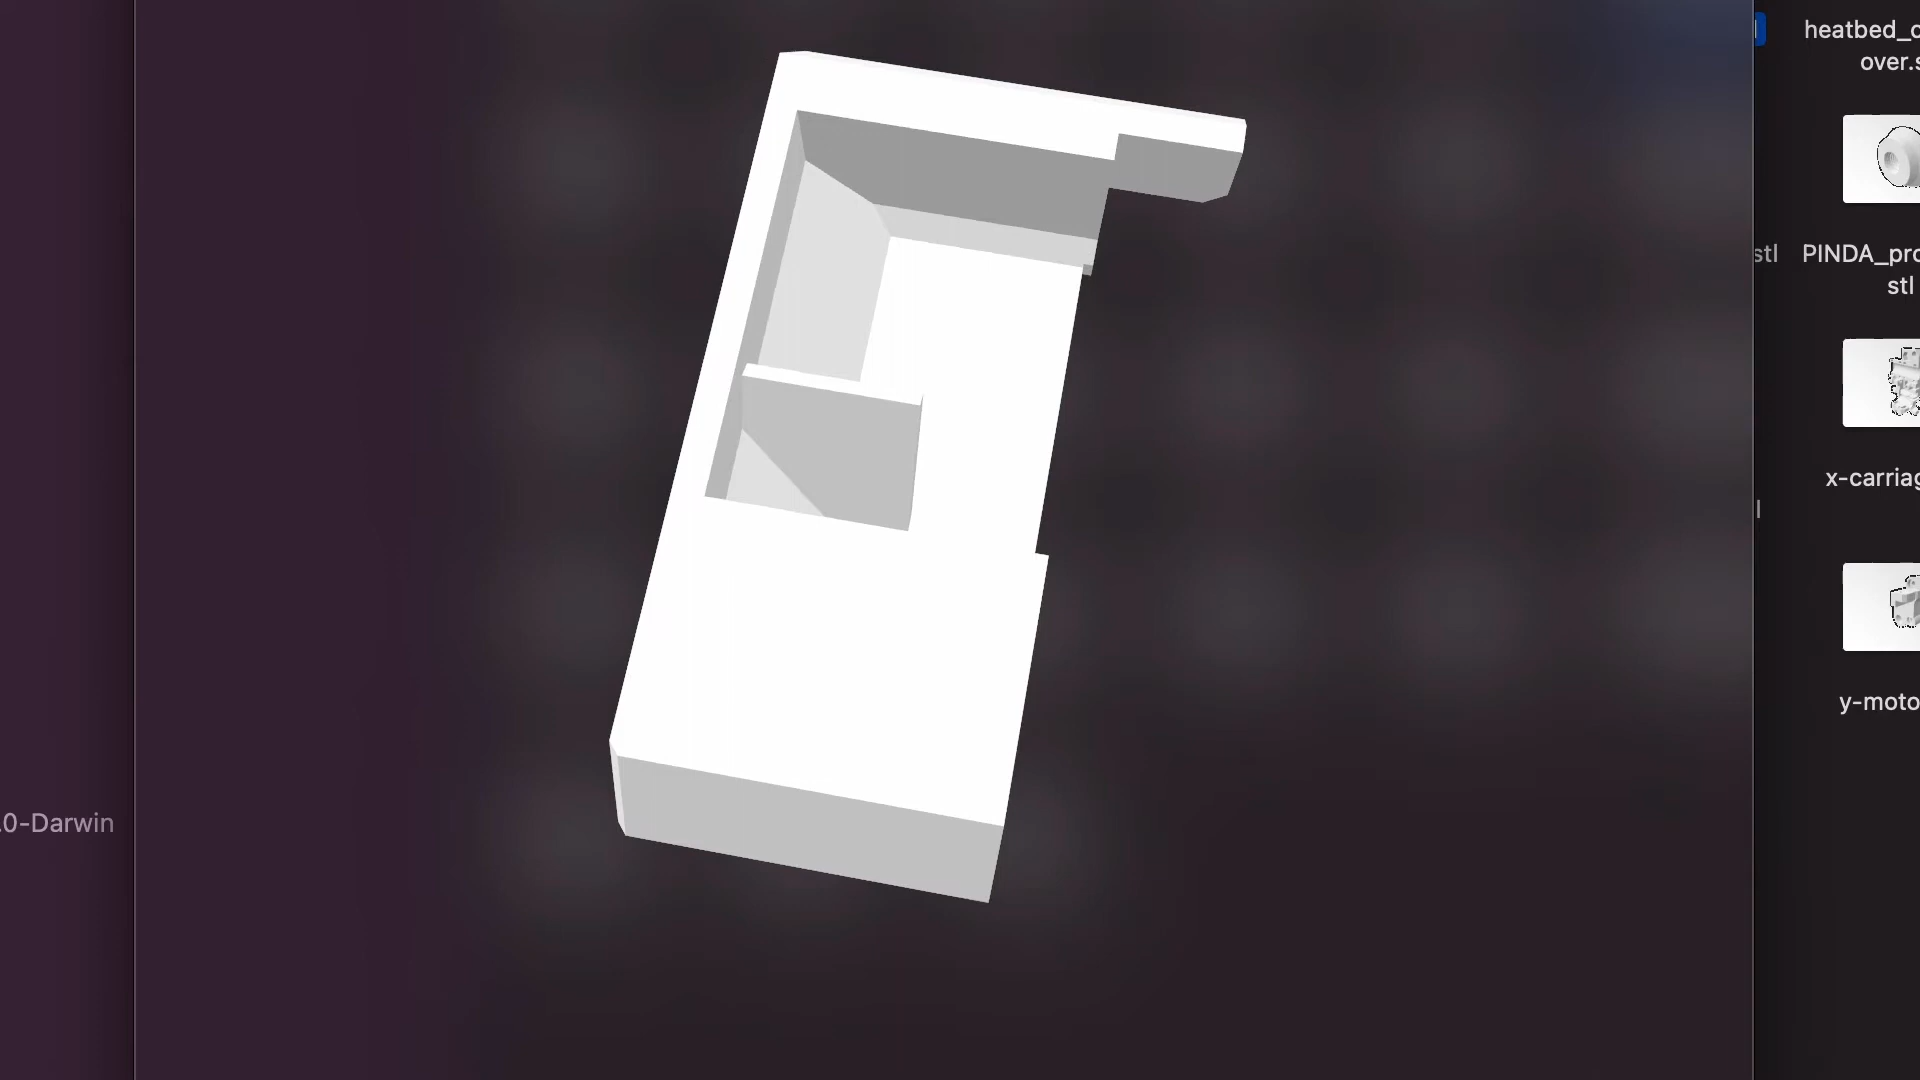 heatbed_c
over.s
stl
PINDA_pro
stl
x-carriag
l
y-moto
.0-Darwin